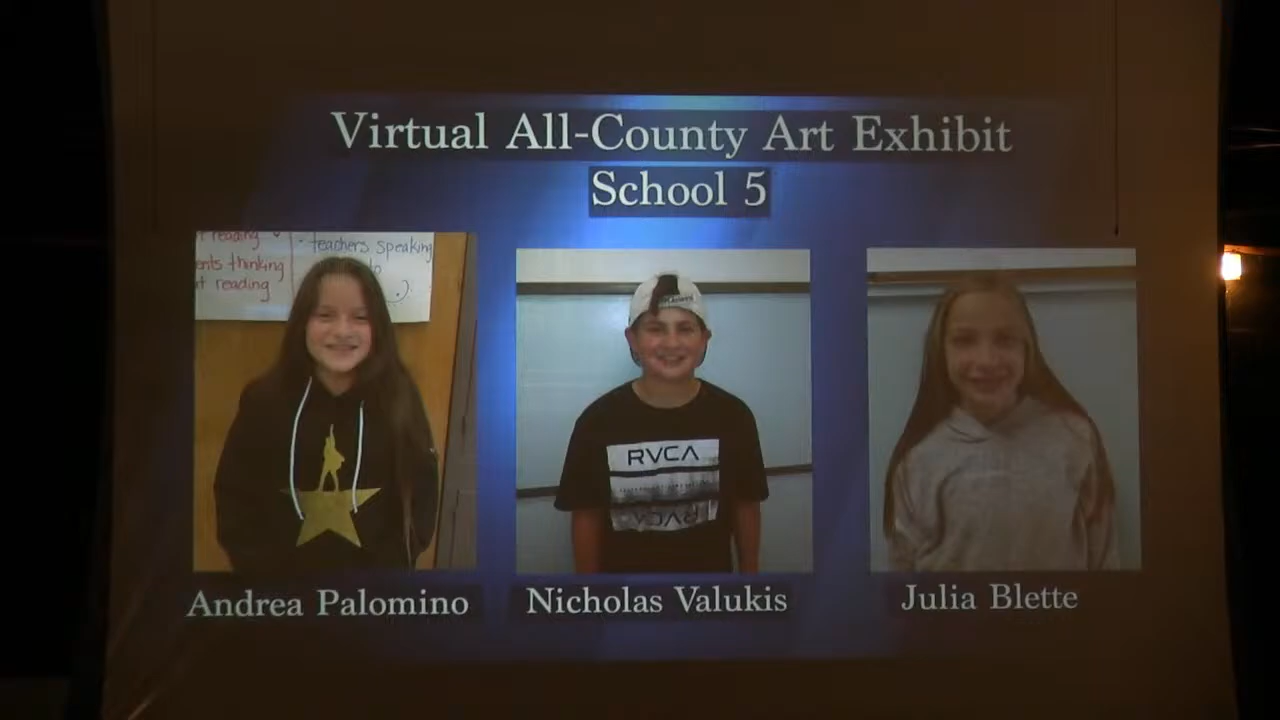 Virtual All-County Art Exhibit
School 5
reading
teachers speaking
ents thinking
reading
RVCA
RVCA
Andrea Palomino
Nicholas Valukis
Julia Blette